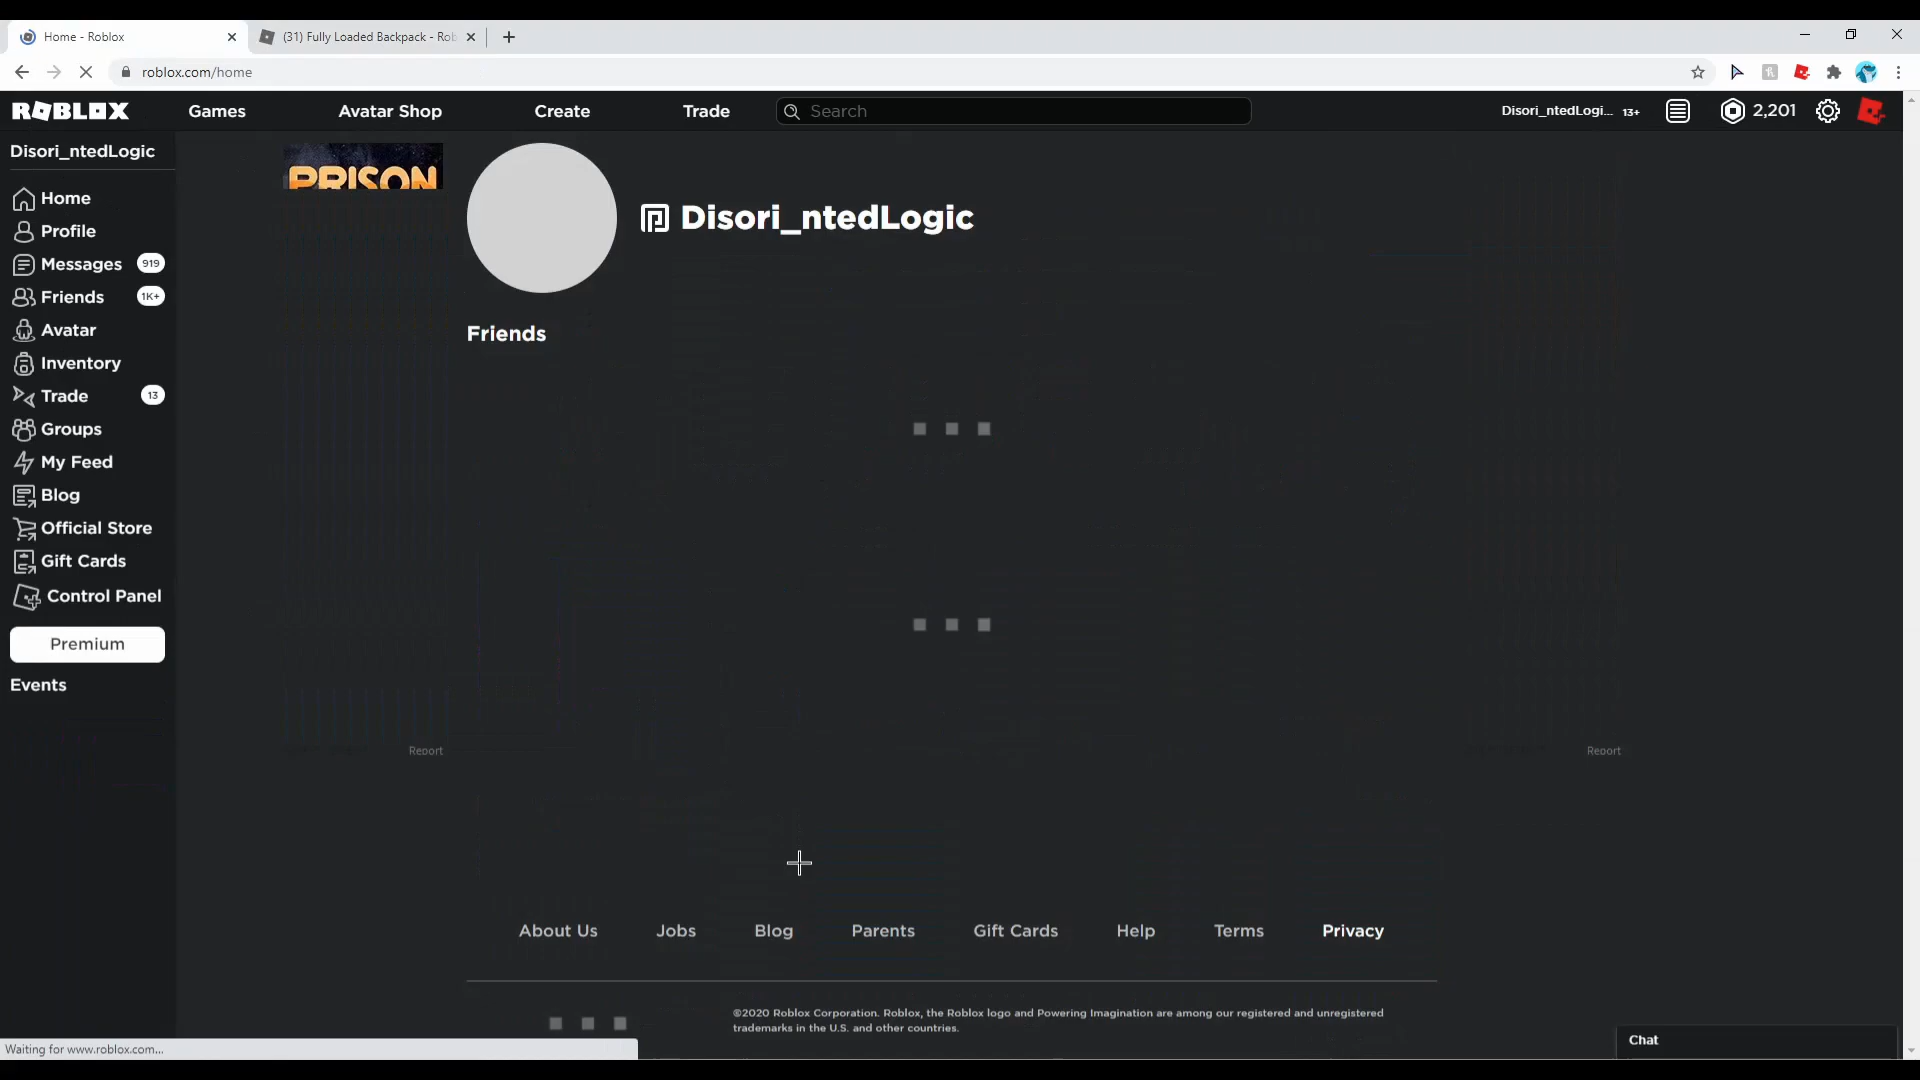 Home - Roblox
(31) Fully Loaded Backpack - Rob
roblox.com/home
ROBLOX
Games
Avatar Shop
Create
Trade
Search
Disori_ntedLogi... 13+
2,201
Disori_ntedLogic
Home
Profile
Messages 919
Friends 1K+
Avatar
Inventory
Trade 13
Groups
My Feed
Blog
Official Store
Gift Cards
Control Panel
Premium
Events
PRISON
Disori_ntedLogic
Friends
Report
Report
About Us
Jobs
Blog
Parents
Gift Cards
Help
Terms
Privacy
©2020 Roblox Corporation. Roblox, the Roblox logo and Powering Imagination are among our registered and unregistered
trademarks in the U.S. and other countries.
Waiting for www.roblox.com...
Chat